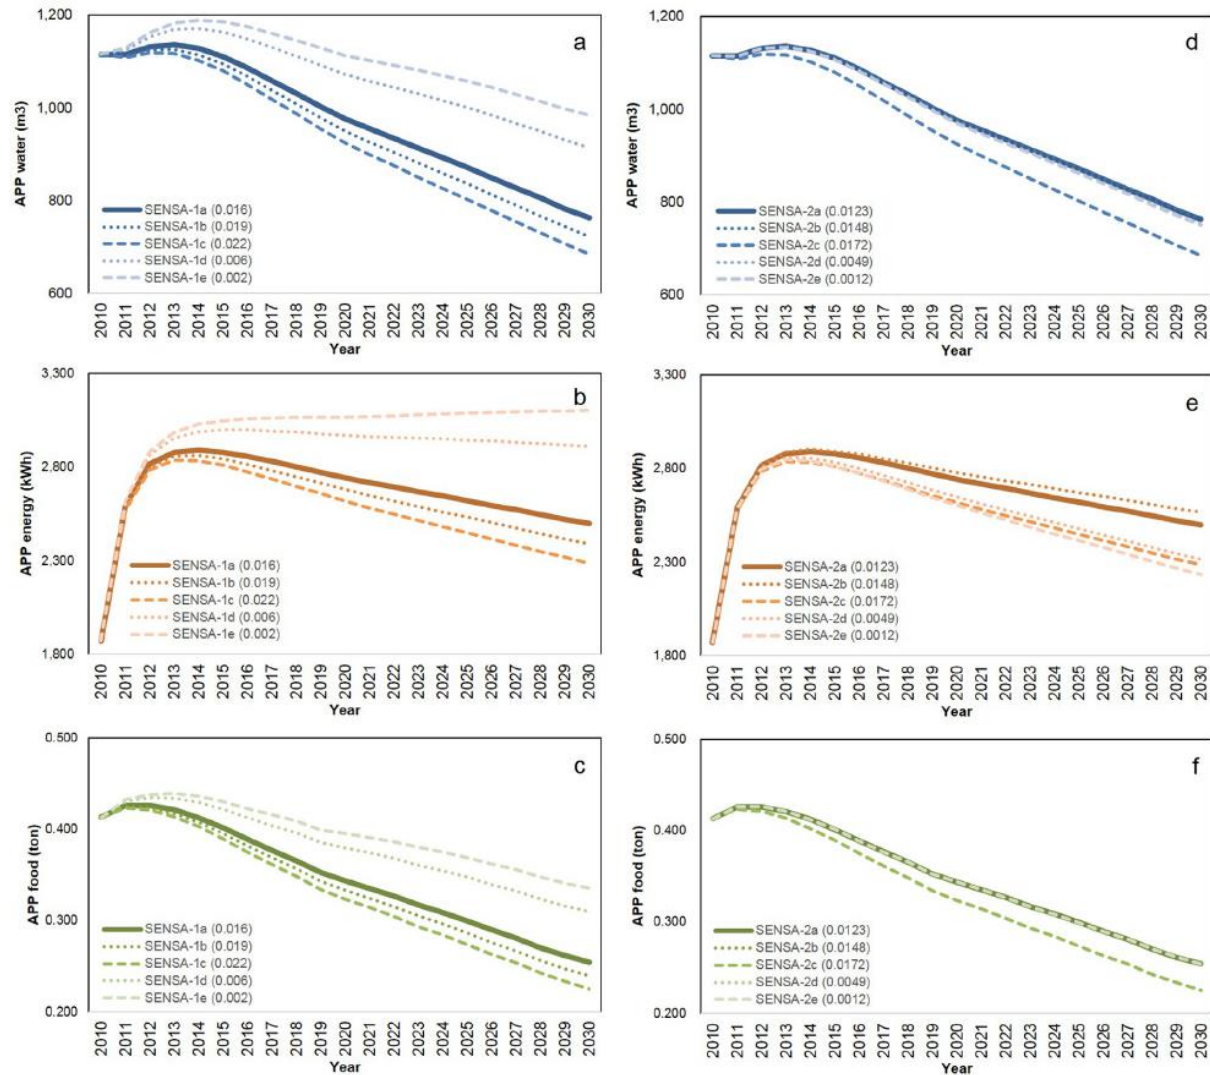 1,200
a
1,000
APP water (m3)
800
SENSA-1a (0.016)
SENSA-1b (0.019)
SENSA-1c (0.022)
SENSA-1d (0.006)
SENSA-1e (0.002)
600
2010 2011 2012 2013 2014 2015 2016 2017 2018 2019 2020 2021 2022 2023 2024 2025 2026 2027 2028 2029 2030
Year
1,200
d
1,000
APP water (m3)
800
SENSA-2a (0.0123)
SENSA-2b (0.0148)
SENSA-2c (0.0172)
SENSA-2d (0.0049)
SENSA-2e (0.0012)
600
2010 2011 2012 2013 2014 2015 2016 2017 2018 2019 2020 2021 2022 2023 2024 2025 2026 2027 2028 2029 2030
Year
3,300
b
2,800
APP energy (kWh)
2,300
SENSA-1a (0.016)
SENSA-1b (0.019)
SENSA-1c (0.022)
SENSA-1d (0.006)
SENSA-1e (0.002)
1,800
2010 2011 2012 2013 2014 2015 2016 2017 2018 2019 2020 2021 2022 2023 2024 2025 2026 2027 2028 2029 2030
Year
3,300
e
2,800
APP energy (kWh)
2,300
SENSA-2a (0.0123)
SENSA-2b (0.0148)
SENSA-2c (0.0172)
SENSA-2d (0.0049)
SENSA-2e (0.0012)
1,800
2010 2011 2012 2013 2014 2015 2016 2017 2018 2019 2020 2021 2022 2023 2024 2025 2026 2027 2028 2029 2030
Year
0.500
c
0.400
APP food (ton)
0.300
SENSA-1a (0.016)
SENSA-1b (0.019)
SENSA-1c (0.022)
SENSA-1d (0.006)
SENSA-1e (0.002)
0.200
2010 2011 2012 2013 2014 2015 2016 2017 2018 2019 2020 2021 2022 2023 2024 2025 2026 2027 2028 2029 2030
Year
0.500
f
0.400
APP food (ton)
0.300
SENSA-2a (0.0123)
SENSA-2b (0.0148)
SENSA-2c (0.0172)
SENSA-2d (0.0049)
SENSA-2e (0.0012)
0.200
2010 2011 2012 2013 2014 2015 2016 2017 2018 2019 2020 2021 2022 2023 2024 2025 2026 2027 2028 2029 2030
Year